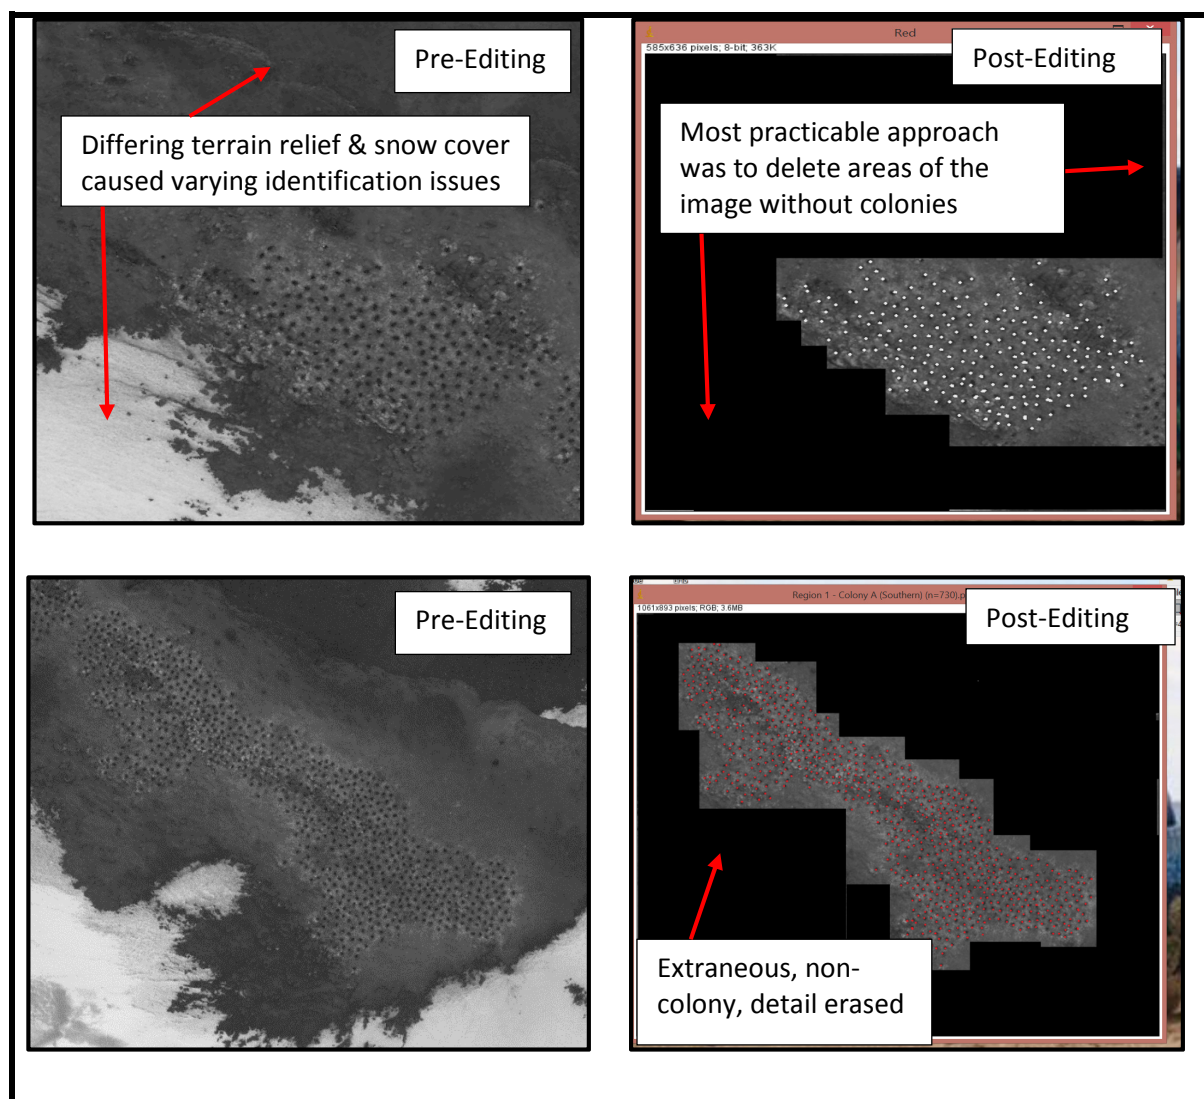 Pre-Editing
Differing terrain relief & snow cover
caused varying identification issues
Red
585x636 pixels; 8-bit; 363K
Post-Editing
Most practicable approach
was to delete areas of the
image without colonies
Pre-Editing
Region 1 - Colony A (Southern) (n=730).p
1061x893 pixels; RGB; 3.6MB
Post-Editing
Extraneous, non-
colony, detail erased